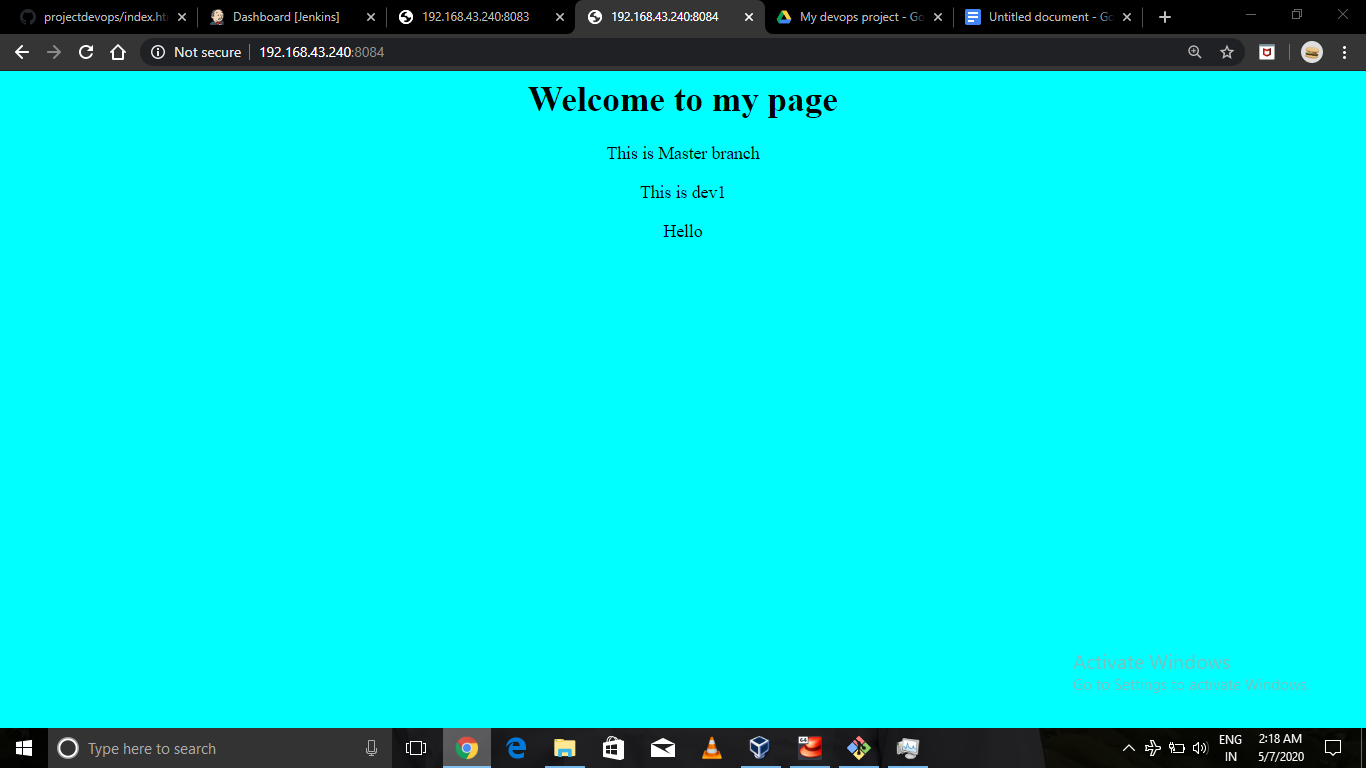 projectdevops/index.ht
Dashboard [Jenkins]
192.168.43.240:8083
192.168.43.240:8084
My devops project - Go
Untitled document - Go
Not secure
192.168.43.240:8084
Welcome to my page
This is Master branch
This is dev1
Hello
Activate Windows
Go to Settings to activate Windows.
Type here to search
ENG
IN
2:18 AM
5/7/2020